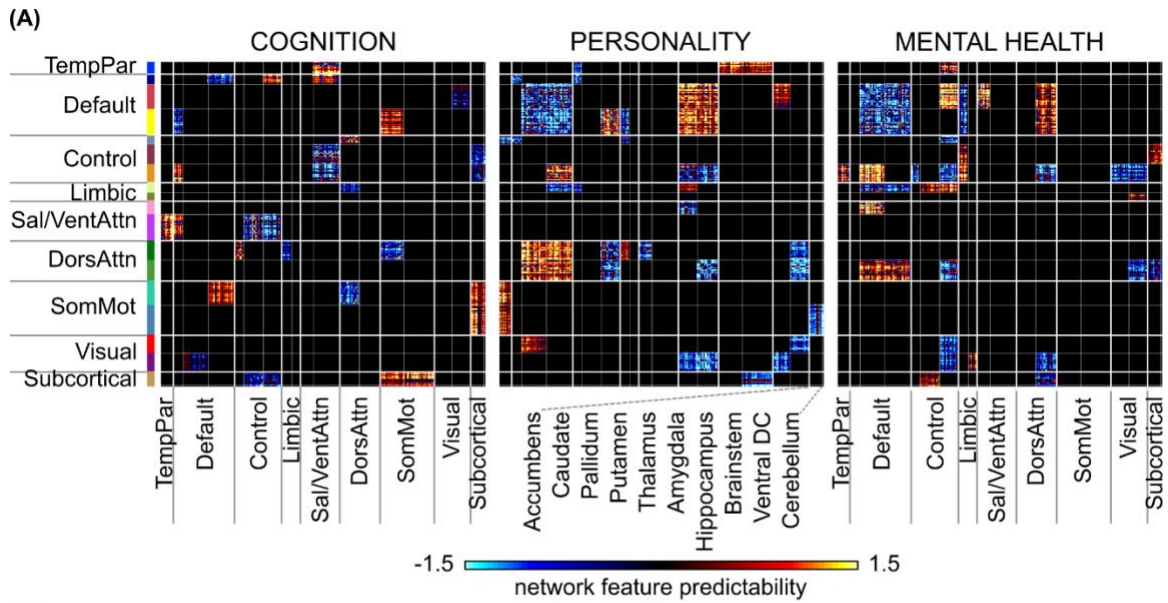 (A)
COGNITION
PERSONALITY
MENTAL HEALTH
TempPar
Default
Control
Limbic
Sal/VentAttn
DorsAttn
SomMot
Visual
Subcortical
TempPar
Default
Control
Limbic
Sal/VentAttn
DorsAttn
SomMot
Visual
Subcortical
Accumbens
Caudate
Pallidum
Putamen
Thalamus
Amygdala
Hippocampus
Brainstem
Ventral DC
Cerebellum
TempPar
Default
Control
Limbic
Sal/VentAttn
DorsAttn
SomMot
Visual
Subcortical
-1.5
1.5
network feature predictability